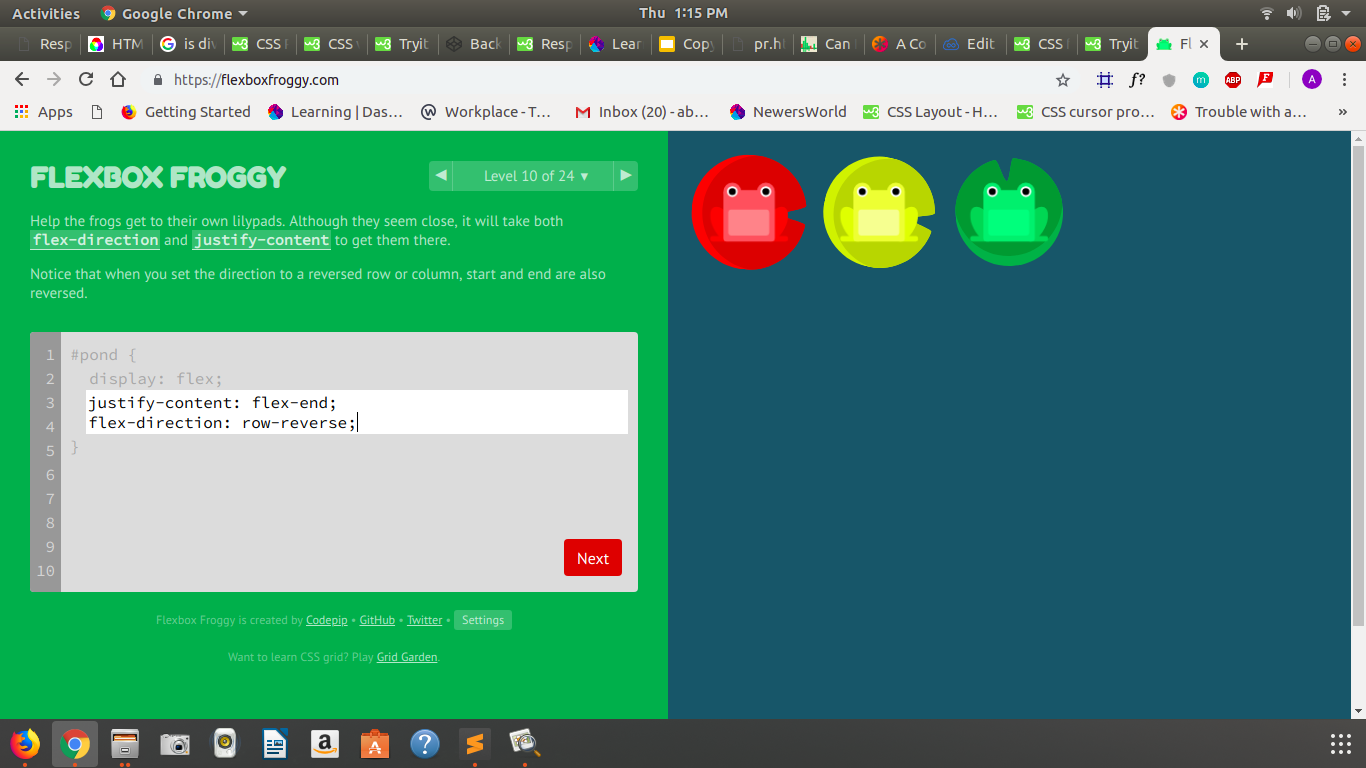 Activities Google Chrome Thu 1:15 PM
Resp HTM is div CSS CSS Tryit Back Resp Lear Copy pr.h Can A Co Edit CSS Tryit Fl
https://flexboxfroggy.com ABP A
Apps Getting Started Learning | Das... Workplace - T... Inbox (20) - ab... NewersWorld CSS Layout - H... CSS cursor pro... Trouble with a... »
FLEXBOX FROGGY
◀ Level 10 of 24 ▼ ▶
Help the frogs get to their own lilypads. Although they seem close, it will take both
flex-direction and justify-content to get them there.
Notice that when you set the direction to a reversed row or column, start and end are also
reversed.
1 #pond {
2 display: flex;
3 justify-content: flex-end;
4 flex-direction: row-reverse;
5 }
6
7
8
9
10
Next
Flexbox Froggy is created by Codepip • GitHub • Twitter • Settings
Want to learn CSS grid? Play Grid Garden.